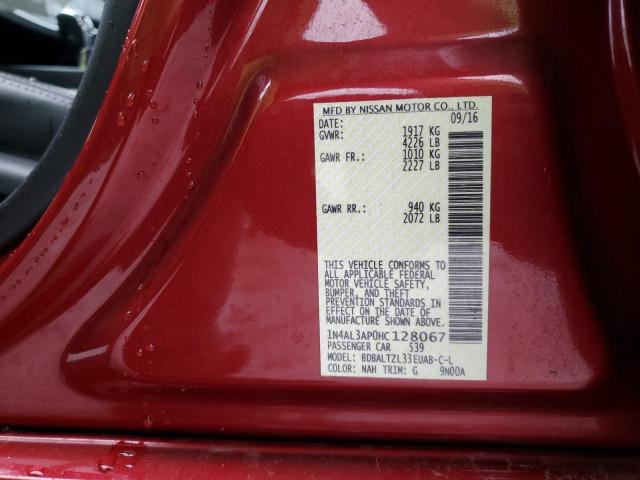 MFD BY NISSAN MOTOR CO., LTD.
DATE: 09/16
GVWR: 1917 KG
4226 LB
GAWR FR.: 1010 KG
2227 LB
GAWR RR.: 940 KG
2072 LB
THIS VEHICLE CONFORMS TO
ALL APPLICABLE FEDERAL
MOTOR VEHICLE SAFETY,
BUMPER, AND THEFT
PREVENTION STANDARDS IN
EFFECT ON THE DATE OF
MANUFACTURE SHOWN ABOVE.
1N4AL3AP0HC128067
PASSENGER CAR 539
MODEL: BDBALTZL33EUAB-C-L
COLOR: NAH TRIM: G 9N00A